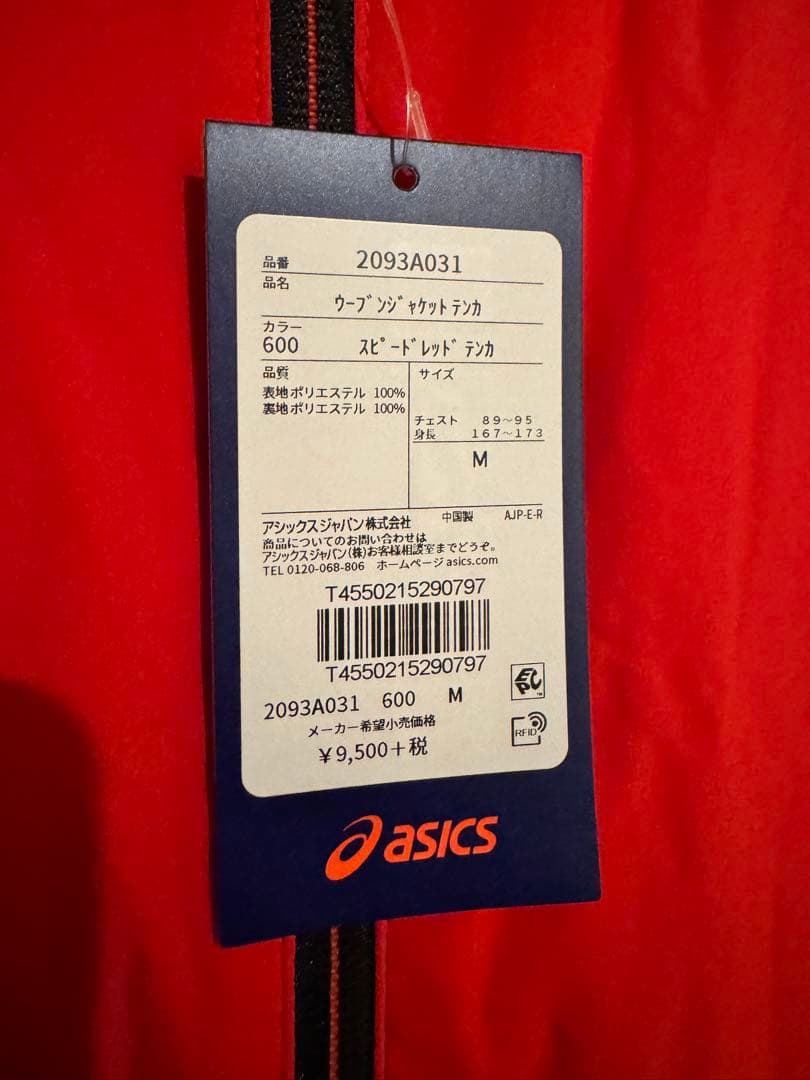 品番 2093A031
品名
ウーブンジャケットテンカ
カラー
600 スピードレッドテンカ
品質
表地ポリエステル 100%
裏地ポリエステル 100%
サイズ
チェスト 89～95
身長 167～173
M
アシックスジャパン株式会社 中国製 AJP-E-R
商品についてのお問い合わせは
アシックスジャパン(株)お客様相談室までどうぞ。
TEL 0120-068-806 ホームページ asics.com
T4550215290797
T4550215290797
2093A031 600 M
メーカー希望小売価格
¥9,500+税
EPC
RFID
asics